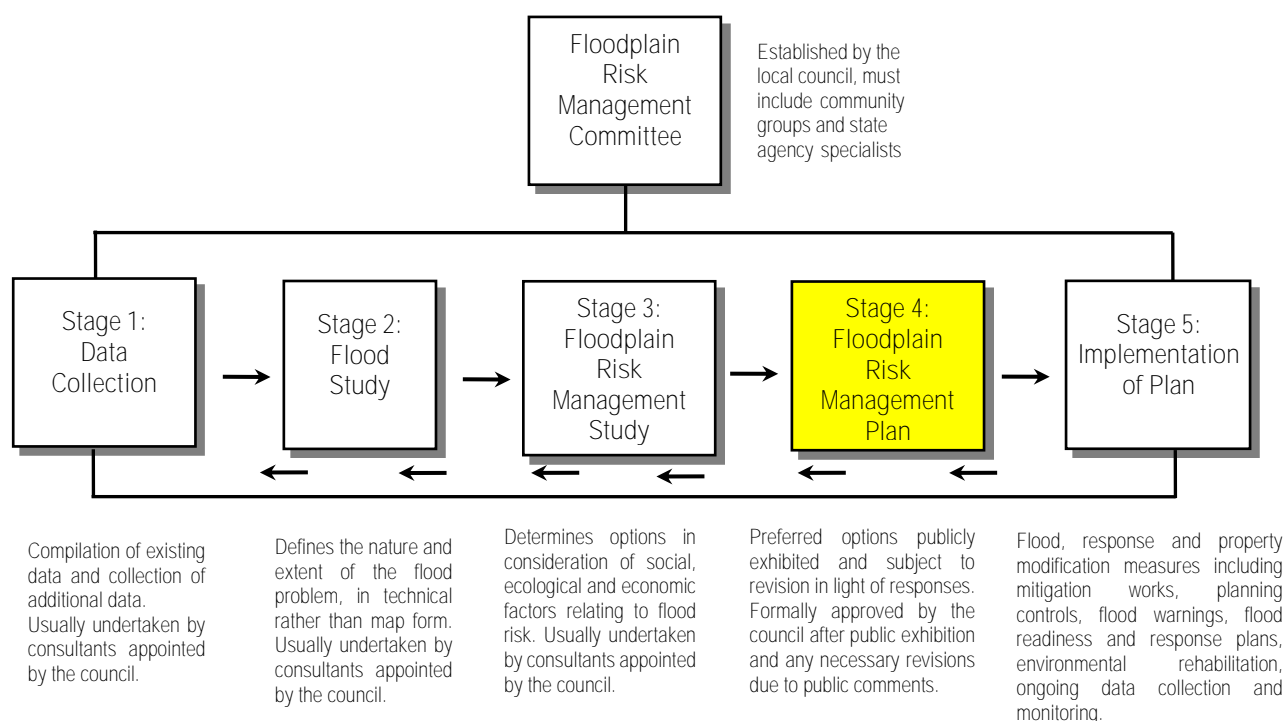 Floodplain
Risk
Management
Committee
Established by the
local council, must
include community
groups and state
agency specialists
Stage 1:
Data
Collection
Stage 2:
Flood
Study
Stage 3:
Floodplain
Risk
Management
Study
Stage 4:
Floodplain
Risk
Management
Plan
Stage 5:
Implementation
of Plan
Compilation of existing
data and collection of
additional data.
Usually undertaken by
consultants appointed
by the council.
Defines the nature and
extent of the flood
problem, in technical
rather than map form.
Usually undertaken by
consultants appointed
by the council.
Determines options in
consideration of social,
ecological and economic
factors relating to flood
risk. Usually undertaken
by consultants appointed
by the council.
Preferred options publicly
exhibited and subject to
revision in light of responses.
Formally approved by the
council after public exhibition
and any necessary revisions
due to public comments.
Flood, response and property
modification measures including
mitigation works, planning
controls, flood warnings, flood
readiness and response plans,
environmental rehabilitation,
ongoing data collection and
monitoring.